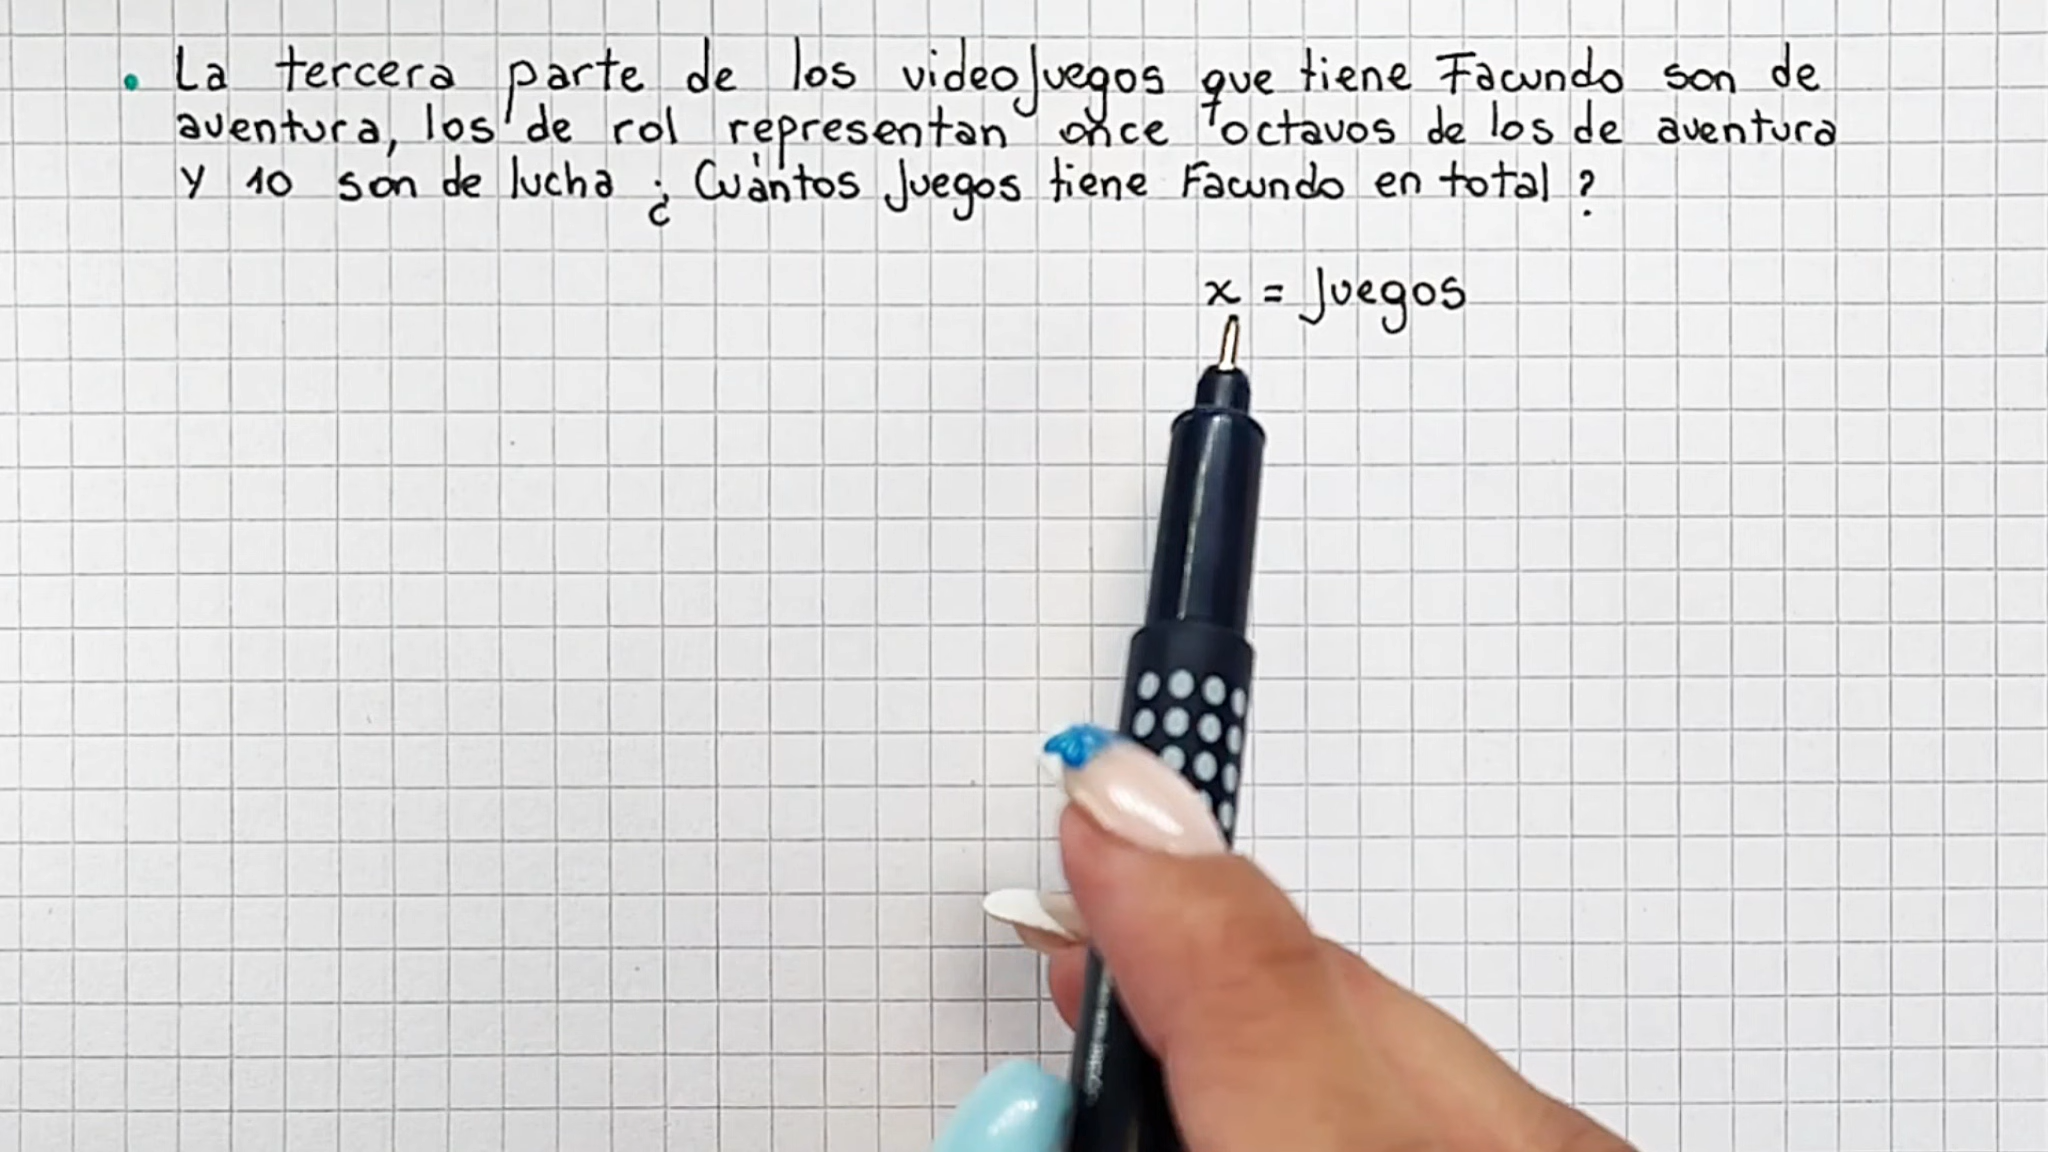 • La tercera parte de los videojuegos que tiene Facundo son de
aventura, los de rol representan once octavos de los de aventura
y 10 son de lucha ¿ Cuántos juegos tiene Facundo en total ?
x = juegos